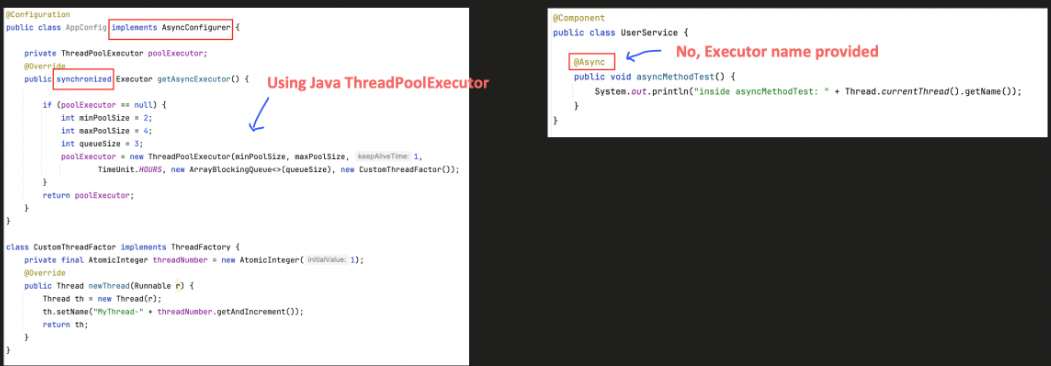 @Configuration
public class AppConfig implements AsyncConfigurer {
private ThreadPoolExecutor poolExecutor;
@Override
public synchronized Executor getAsyncExecutor() {
Using Java ThreadPoolExecutor
if (poolExecutor == null) {
int minPoolSize = 2;
int maxPoolSize = 4;
int queueSize = 3;
poolExecutor = new ThreadPoolExecutor(minPoolSize, maxPoolSize, keepAliveTime: 1,
TimeUnit.HOURS, new ArrayBlockingQueue<>(queueSize), new CustomThreadFactor());
}
return poolExecutor;
}
}
class CustomThreadFactor implements ThreadFactory {
private final AtomicInteger threadNumber = new AtomicInteger( initialValue: 1);
@Override
public Thread newThread(Runnable r) {
Thread th = new Thread(r);
th.setName("MyThread-" + threadNumber.getAndIncrement());
return th;
}
}
@Component
public class UserService {
No, Executor name provided
@Async
public void asyncMethodTest() {
System.out.println("inside asyncMethodTest: " + Thread.currentThread().getName());
}
}